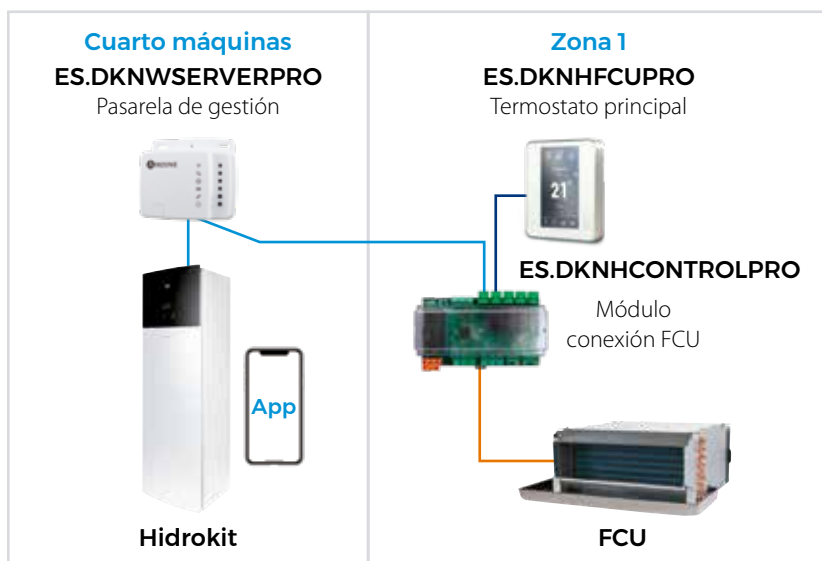 Cuarto máquinas
ES.DKNWSERVERPRO
Pasarela de gestión
App
Hidrokit
Zona 1
ES.DKNHFCUPRO
Termostato principal
21°
ES.DKNHCONTROLPRO
Módulo
conexión FCU
FCU